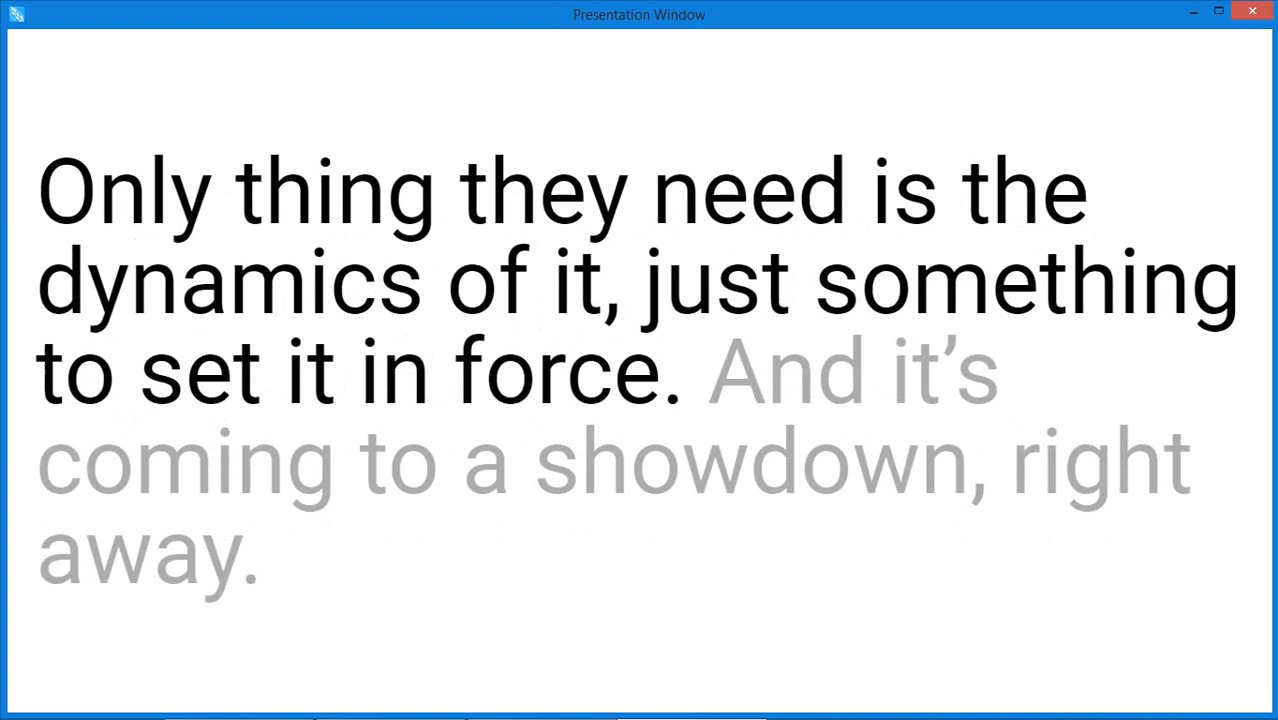 Presentation Window
Only thing they need is the
dynamics of it, just something
to set it in force. And it’s
coming to a showdown, right
away.